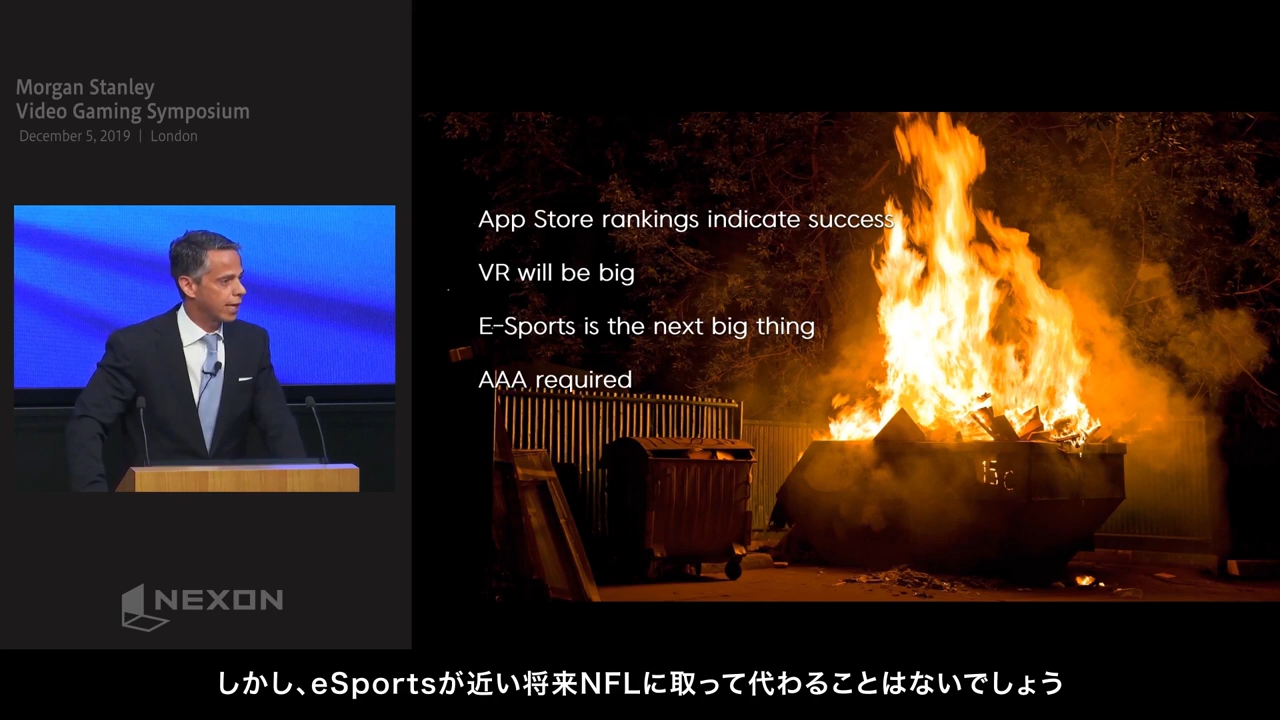 Morgan Stanley
Video Gaming Symposium
December 5, 2019 | London
App Store rankings indicate success
VR will be big
E-Sports is the next big thing
AAA required
NEXON
しかし、eSportsが近い将来NFLに取って代わることはないでしょう